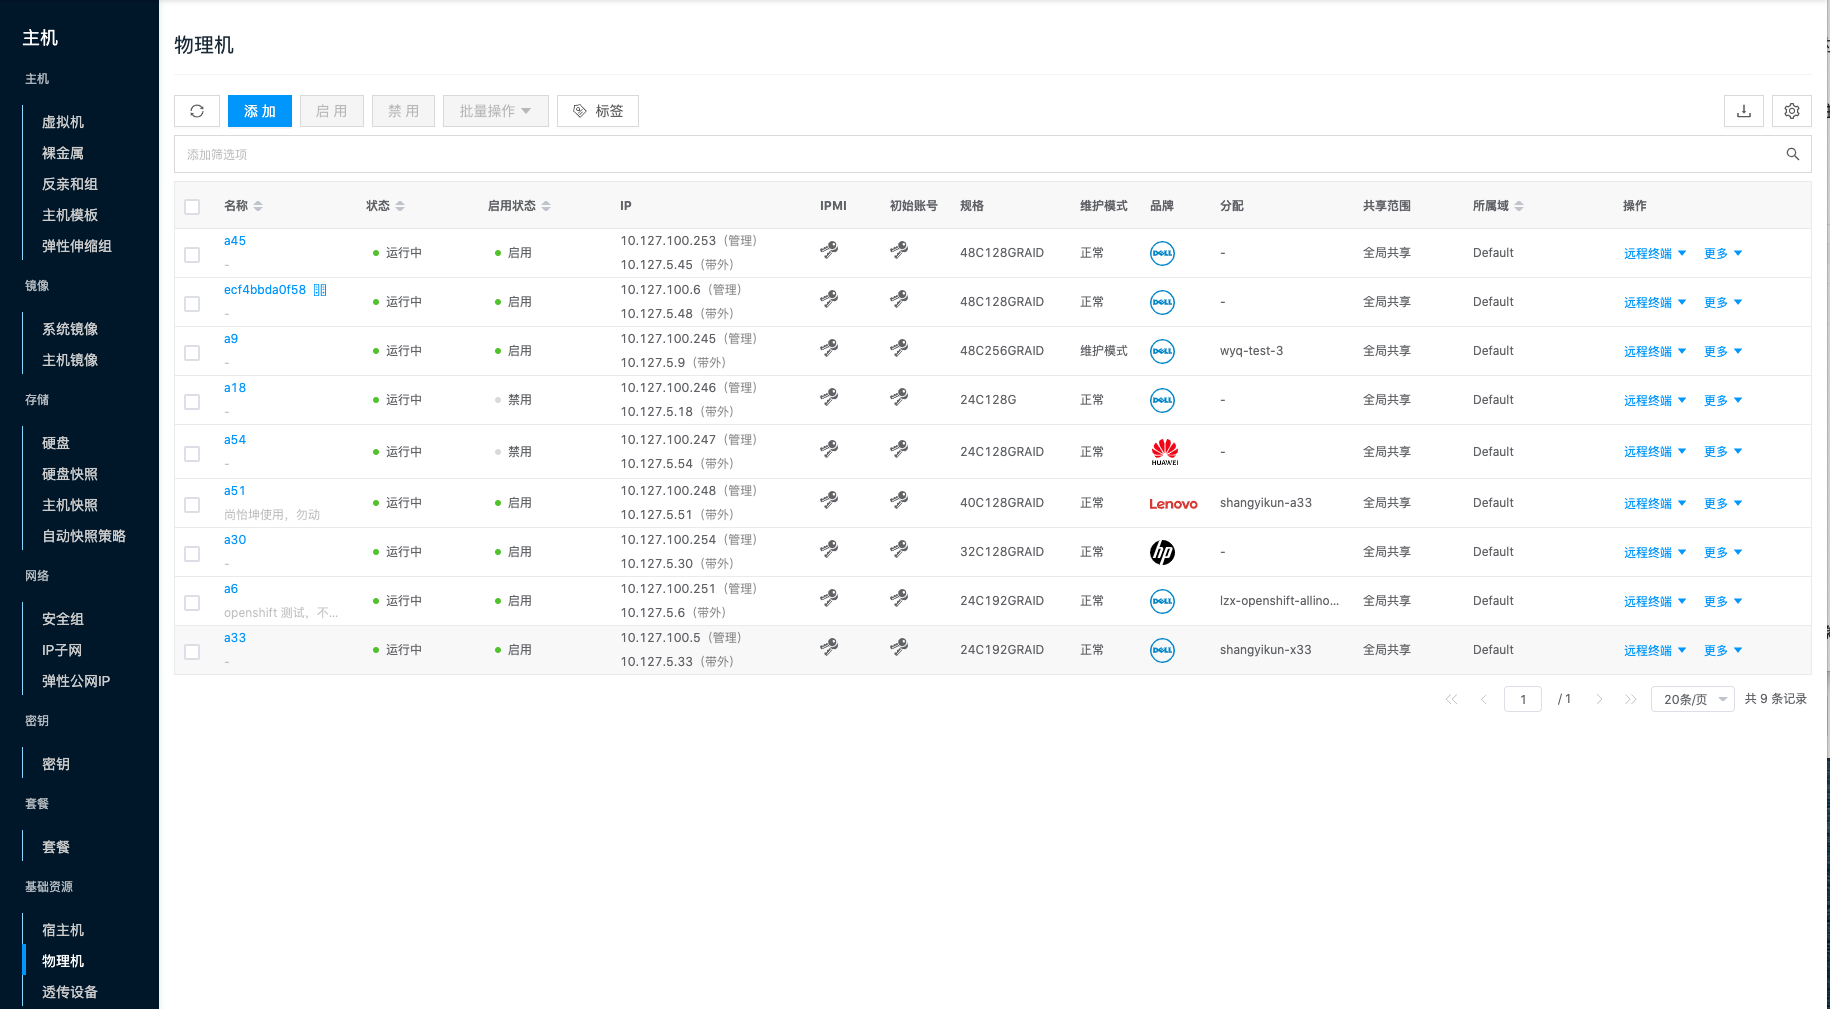 主机
主机
虚拟机
裸金属
反亲和组
主机模板
弹性伸缩组
镜像
系统镜像
主机镜像
存储
硬盘
硬盘快照
主机快照
自动快照策略
网络
安全组
IP子网
弹性公网IP
密钥
密钥
套餐
套餐
基础资源
宿主机
物理机
透传设备
物理机
添 加 启 用 禁 用 批量操作 标签
添加筛选项
名称 状态 启用状态 IP IPMI 初始账号 规格 维护模式 品牌 分配 共享范围 所属域 操作
a45 运行中 启用 10.127.100.253（管理） 48C128GRAID 正常 DELL - 全局共享 Default 远程终端 更多
- 10.127.5.45（带外）
ecf4bbda0f58 运行中 启用 10.127.100.6（管理） 48C128GRAID 正常 DELL - 全局共享 Default 远程终端 更多
- 10.127.5.48（带外）
a9 运行中 启用 10.127.100.245（管理） 48C256GRAID 维护模式 DELL wyq-test-3 全局共享 Default 远程终端 更多
- 10.127.5.9（带外）
a18 运行中 禁用 10.127.100.246（管理） 24C128G 正常 DELL - 全局共享 Default 远程终端 更多
- 10.127.5.18（带外）
a54 运行中 禁用 10.127.100.247（管理） 24C128GRAID 正常 HUAWEI - 全局共享 Default 远程终端 更多
- 10.127.5.54（带外）
a51 运行中 启用 10.127.100.248（管理） 40C128GRAID 正常 Lenovo shangyikun-a33 全局共享 Default 远程终端 更多
尚怡坤使用，勿动 10.127.5.51（带外）
a30 运行中 启用 10.127.100.254（管理） 32C128GRAID 正常 hp - 全局共享 Default 远程终端 更多
- 10.127.5.30（带外）
a6 运行中 启用 10.127.100.251（管理） 24C192GRAID 正常 DELL lzx-openshift-allino... 全局共享 Default 远程终端 更多
openshift 测试，不... 10.127.5.6（带外）
a33 运行中 启用 10.127.100.5（管理） 24C192GRAID 正常 DELL shangyikun-x33 全局共享 Default 远程终端 更多
- 10.127.5.33（带外）
1 / 1 20条/页 共 9 条记录